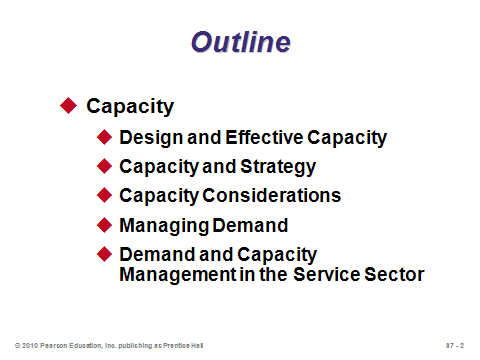 Outline
Capacity
Design and Effective Capacity
Capacity and Strategy
Capacity Considerations
Managing Demand
Demand and Capacity
Management in the Service Sector
© 2010 Pearson Education, Inc. publishing as Prentice Hall
S7 - 2